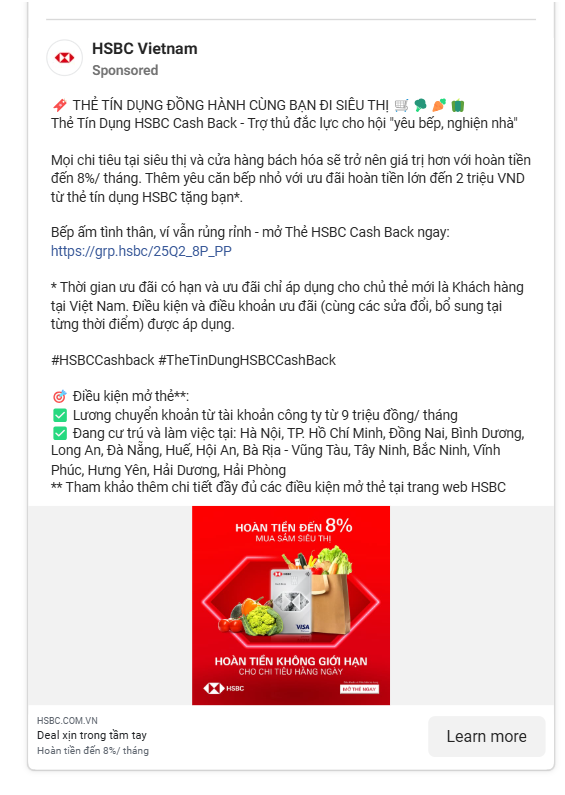 HSBC Vietnam
Sponsored
THẺ TÍN DỤNG ĐỒNG HÀNH CÙNG BẠN ĐI SIÊU THỊ
Thẻ Tín Dụng HSBC Cash Back - Trợ thủ đắc lực cho hội "yêu bếp, nghiện nhà"
Mọi chi tiêu tại siêu thị và cửa hàng bách hóa sẽ trở nên giá trị hơn với hoàn tiền
đến 8%/ tháng. Thêm yêu căn bếp nhỏ với ưu đãi hoàn tiền lớn đến 2 triệu VND
từ thẻ tín dụng HSBC tặng bạn*.
Bếp ấm tình thân, ví vẫn rủng rỉnh - mở Thẻ HSBC Cash Back ngay:
https://grp.hsbc/25Q2_8P_PP
* Thời gian ưu đãi có hạn và ưu đãi chỉ áp dụng cho chủ thẻ mới là Khách hàng
tại Việt Nam. Điều kiện và điều khoản ưu đãi (cùng các sửa đổi, bổ sung tại
từng thời điểm) được áp dụng.
#HSBCCashback #TheTinDungHSBCCashBack
Điều kiện mở thẻ**:
Lương chuyển khoản từ tài khoản công ty từ 9 triệu đồng/ tháng
Đang cư trú và làm việc tại: Hà Nội, TP. Hồ Chí Minh, Đồng Nai, Bình Dương,
Long An, Đà Nẵng, Huế, Hội An, Bà Rịa - Vũng Tàu, Tây Ninh, Bắc Ninh, Vĩnh
Phúc, Hưng Yên, Hải Dương, Hải Phòng
** Tham khảo thêm chi tiết đầy đủ các điều kiện mở thẻ tại trang web HSBC
HOÀN TIỀN ĐẾN 8%
MUA SẮM SIÊU THỊ
HSBC
VISA
HOÀN TIỀN KHÔNG GIỚI HẠN
CHO CHI TIÊU HẰNG NGÀY
HSBC
MỞ THẺ NGAY
HSBC.COM.VN
Deal xịn trong tầm tay
Hoàn tiền đến 8%/ tháng
Learn more